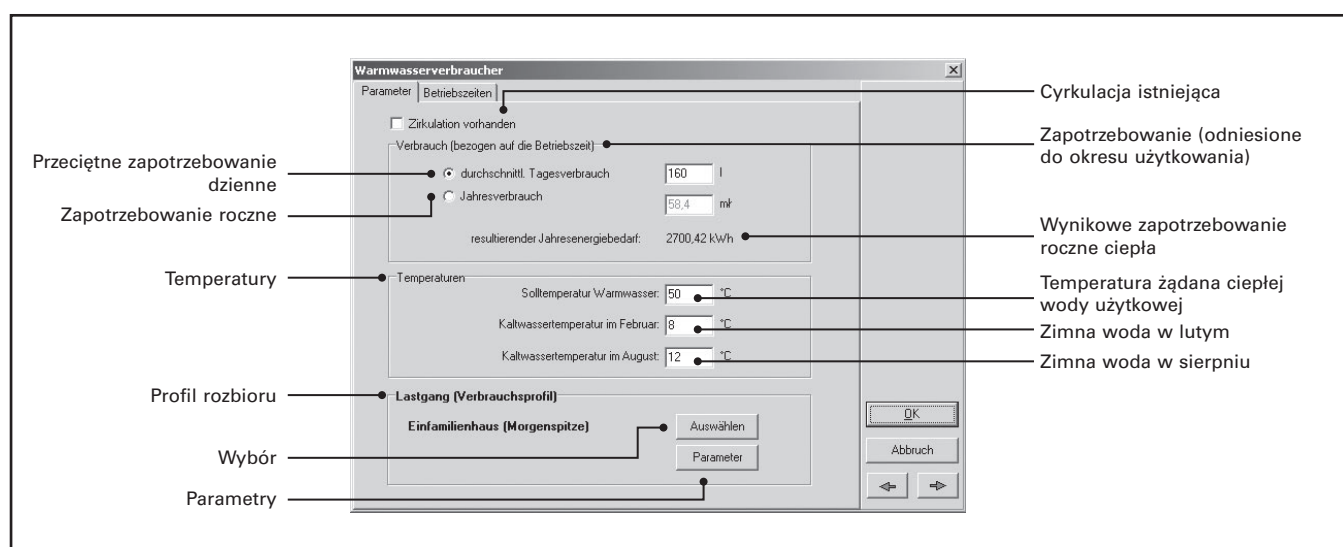 Warmwasserverbraucher
Parameter Betriebszeiten
Zirkulation vorhanden
Verbrauch (bezogen auf die Betriebszeit)
durchschnittl. Tagesverbrauch 160 l
Jahresverbrauch 58,4 mł
resultierender Jahresenergiebedarf: 2700,42 kWh
Temperaturen
Solltemperatur Warmwasser: 50 °C
Kaltwassertemperatur im Februar: 8 °C
Kaltwassertemperatur im August: 12 °C
Lastgang (Verbrauchsprofil)
Einfamilienhaus (Morgenspitze) Auswählen
Parameter
OK
Abbruch
Przeciętne zapotrzebowanie
dzienne
Zapotrzebowanie roczne
Temperatury
Profil rozbioru
Wybór
Parametry
Cyrkulacja istniejąca
Zapotrzebowanie (odniesione
do okresu użytkowania)
Wynikowe zapotrzebowanie
roczne ciepła
Temperatura żądana ciepłej
wody użytkowej
Zimna woda w lutym
Zimna woda w sierpniu